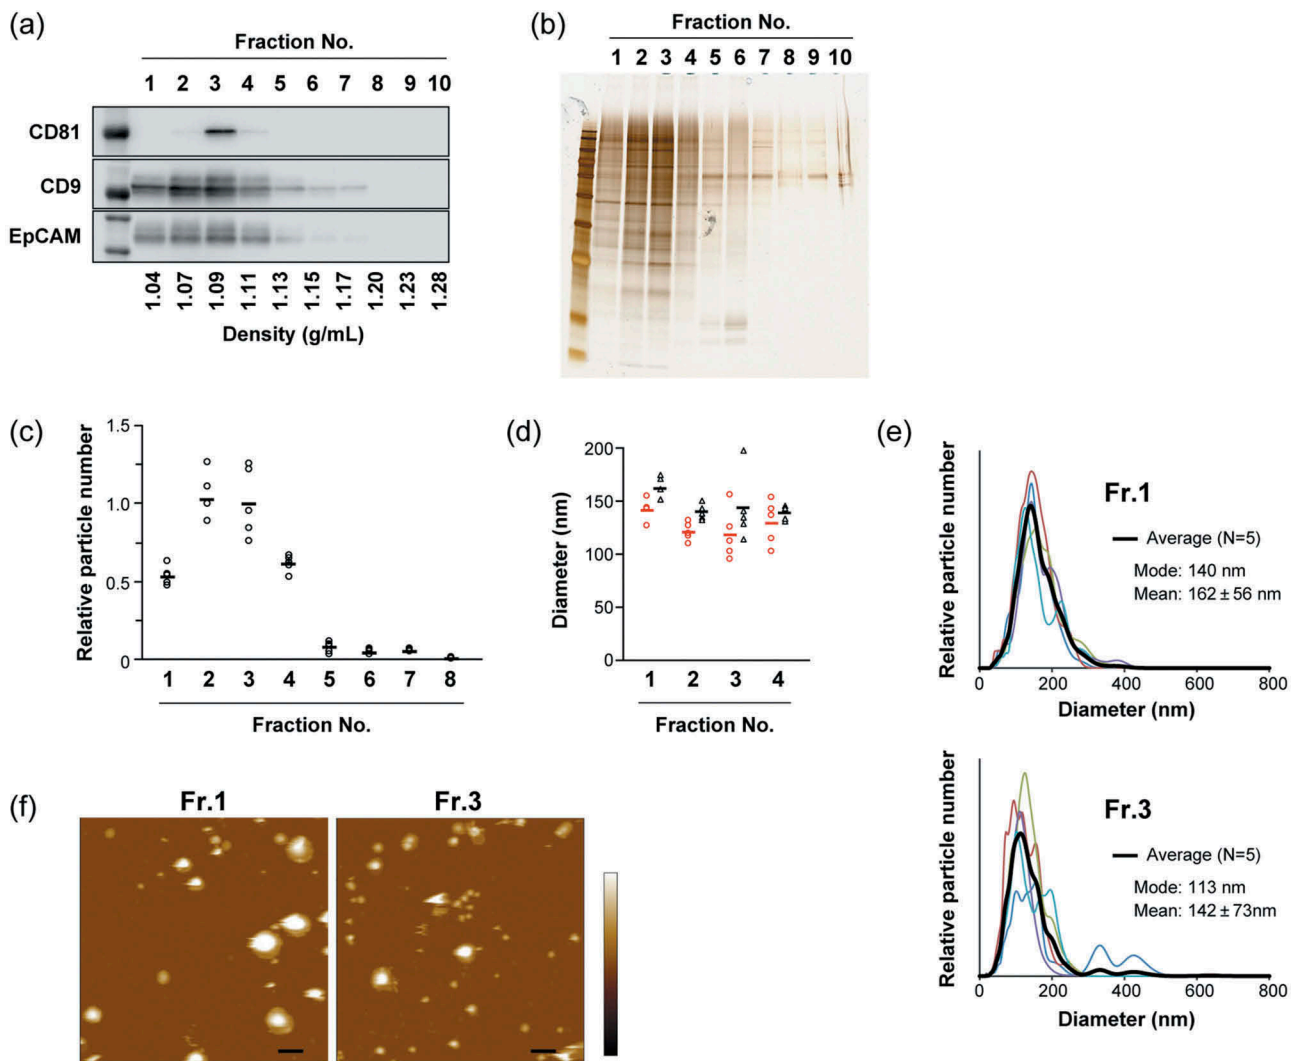 (a)
Fraction No.
1 2 3 4 5 6 7 8 9 10
CD81
CD9
EpCAM
1.04 1.07 1.09 1.11 1.13 1.15 1.17 1.20 1.23 1.28
Density (g/mL)
(b)
Fraction No.
1 2 3 4 5 6 7 8 9 10
(c)
Relative particle number
1.5
1.0
0.5
0
1 2 3 4 5 6 7 8
Fraction No.
(d)
Diameter (nm)
200
150
100
50
0
1 2 3 4
Fraction No.
(e)
Relative particle number
Fr.1
Average (N=5)
Mode: 140 nm
Mean: 162 ± 56 nm
0 200 400 600 800
Diameter (nm)
Relative particle number
Fr.3
Average (N=5)
Mode: 113 nm
Mean: 142 ± 73nm
0 200 400 600 800
Diameter (nm)
(f)
Fr.1 Fr.3